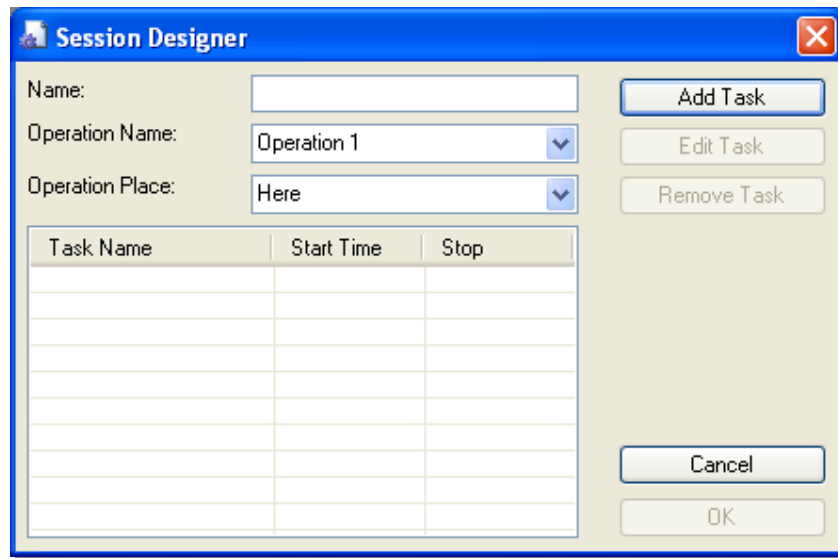 Session Designer
Name:
Add Task
Operation Name:
Operation 1
Edit Task
Operation Place:
Here
Remove Task
Task Name Start Time Stop
Cancel
OK